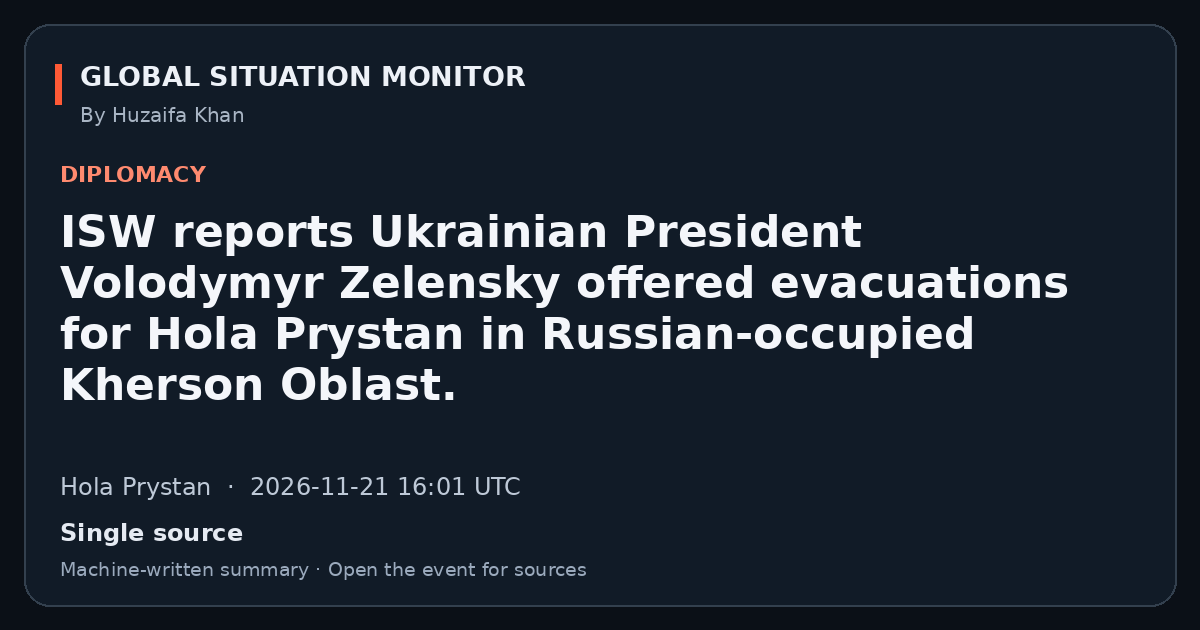 GLOBAL SITUATION MONITOR
By Huzaifa Khan
DIPLOMACY
ISW reports Ukrainian President
Volodymyr Zelensky offered evacuations
for Hola Prystan in Russian-occupied
Kherson Oblast.
Hola Prystan · 2026-11-21 16:01 UTC
Single source
Machine-written summary · Open the event for sources